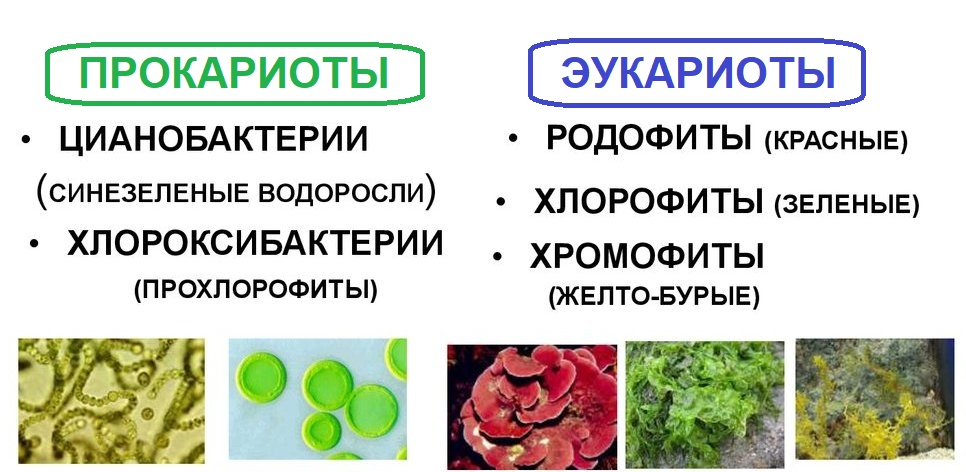 ПРОКАРИОТЫ
• ЦИАНОБАКТЕРИИ
(СИНЕЗЕЛЕНЫЕ ВОДОРОСЛИ)
• ХЛОРОКСИБАКТЕРИИ
(ПРОХЛОРОФИТЫ)
ЭУКАРИОТЫ
• РОДОФИТЫ (КРАСНЫЕ)
• ХЛОРОФИТЫ (ЗЕЛЕНЫЕ)
• ХРОМОФИТЫ
(ЖЕЛТО-БУРЫЕ)